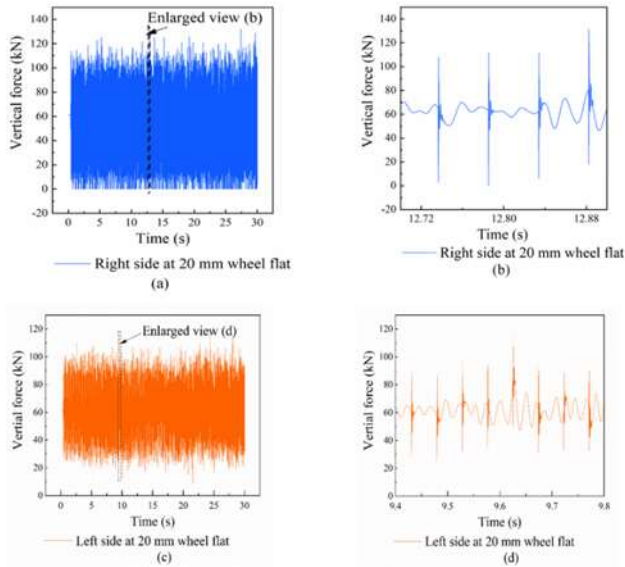 Enlarged view (b)
Vertical force (kN)
140
120
100
80
60
40
20
0
-20
0 5 10 15 20 25 30
Time (s)
Right side at 20 mm wheel flat
(a)
Vertical force (kN)
140
120
100
80
60
40
20
0
-20
12.72 12.80 12.88
Time (s)
Right side at 20 mm wheel flat
(b)
Enlarged view (d)
Vertial force (kN)
120
100
80
60
40
20
0
0 5 10 15 20 25 30
Time (s)
Left side at 20 mm wheel flat
(c)
Vertial force (kN)
120
100
80
60
40
20
0
9.4 9.5 9.6 9.7 9.8
Time (s)
Left side at 20 mm wheel flat
(d)